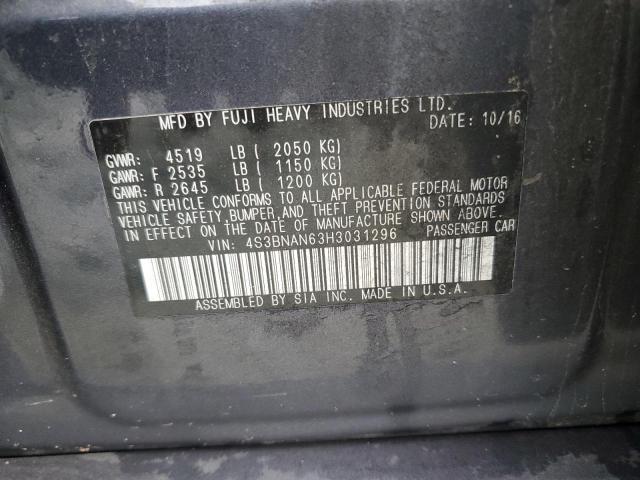 MFD BY FUJI HEAVY INDUSTRIES LTD.
DATE: 10/16
GVWR: 4519 LB ( 2050 KG)
GAWR: F 2535 LB ( 1150 KG)
GAWR: R 2645 LB ( 1200 KG)
THIS VEHICLE CONFORMS TO ALL APPLICABLE FEDERAL MOTOR
VEHICLE SAFETY, BUMPER, AND THEFT PREVENTION STANDARDS
IN EFFECT ON THE DATE OF MANUFACTURE SHOWN ABOVE.
VIN: 4S3BNAN63H3031296 PASSENGER CAR
ASSEMBLED BY SIA INC. MADE IN U.S.A.